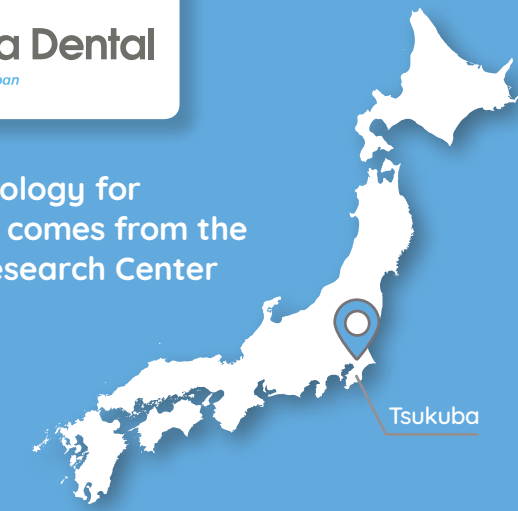 a Dental
pan
ology for
comes from the
esearch Center
Tsukuba